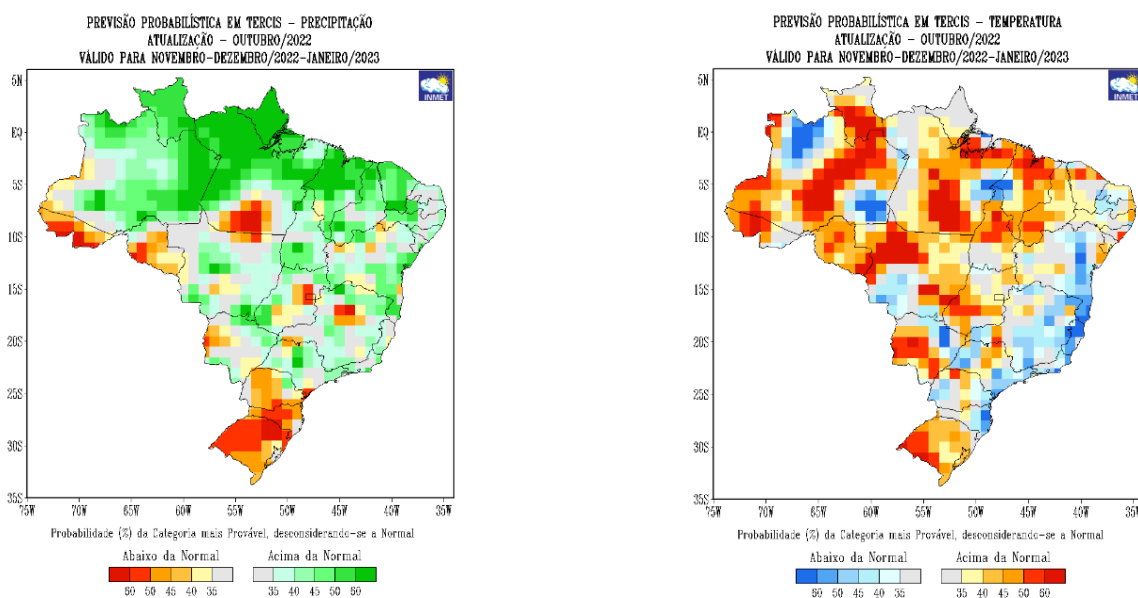 PREVISÃO PROBABILÍSTICA EM TERCIS – PRECIPITAÇÃO
ATUALIZAÇÃO – OUTUBRO/2022
VÁLIDO PARA NOVEMBRO-DEZEMBRO/2022-JANEIRO/2023
INMET
5N
EQ
5S
10S
15S
20S
25S
30S
35S
75W 70W 65W 60W 55W 50W 45W 40W 35W
Probabilidade (%) da Categoria mais Provável, desconsiderando-se a Normal
Abaixo da Normal Acima da Normal
50 50 45 40 35 35 40 45 50 50
PREVISÃO PROBABILÍSTICA EM TERCIS – TEMPERATURA
ATUALIZAÇÃO – OUTUBRO/2022
VÁLIDO PARA NOVEMBRO-DEZEMBRO/2022-JANEIRO/2023
INMET
5N
EQ
5S
10S
15S
20S
25S
30S
35S
75W 70W 65W 60W 55W 50W 45W 40W 35W
Probabilidade (%) da Categoria mais Provável, desconsiderando-se a Normal
Abaixo da Normal Acima da Normal
50 50 45 40 35 35 40 45 50 50